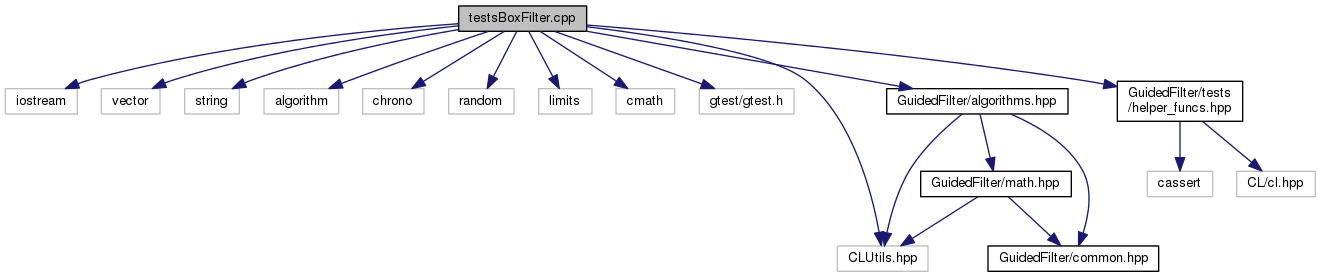 testsBoxFilter.cpp
iostream
vector
string
algorithm
chrono
random
limits
cmath
gtest/gtest.h
GuidedFilter/algorithms.hpp
GuidedFilter/tests
/helper_funcs.hpp
GuidedFilter/math.hpp
cassert
CL/cl.hpp
CLUtils.hpp
GuidedFilter/common.hpp